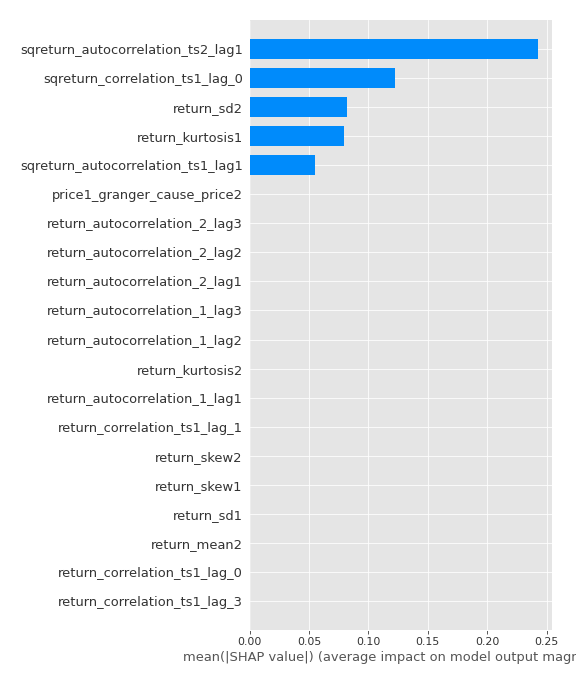 sqreturn_autocorrelation_ts2_lag1
sqreturn_correlation_ts1_lag_0
return_sd2
return_kurtosis1
sqreturn_autocorrelation_ts1_lag1
price1_granger_cause_price2
return_autocorrelation_2_lag3
return_autocorrelation_2_lag2
return_autocorrelation_2_lag1
return_autocorrelation_1_lag3
return_autocorrelation_1_lag2
return_kurtosis2
return_autocorrelation_1_lag1
return_correlation_ts1_lag_1
return_skew2
return_skew1
return_sd1
return_mean2
return_correlation_ts1_lag_0
return_correlation_ts1_lag_3
0.00 0.05 0.10 0.15 0.20 0.25
mean(|SHAP value|) (average impact on model output magr